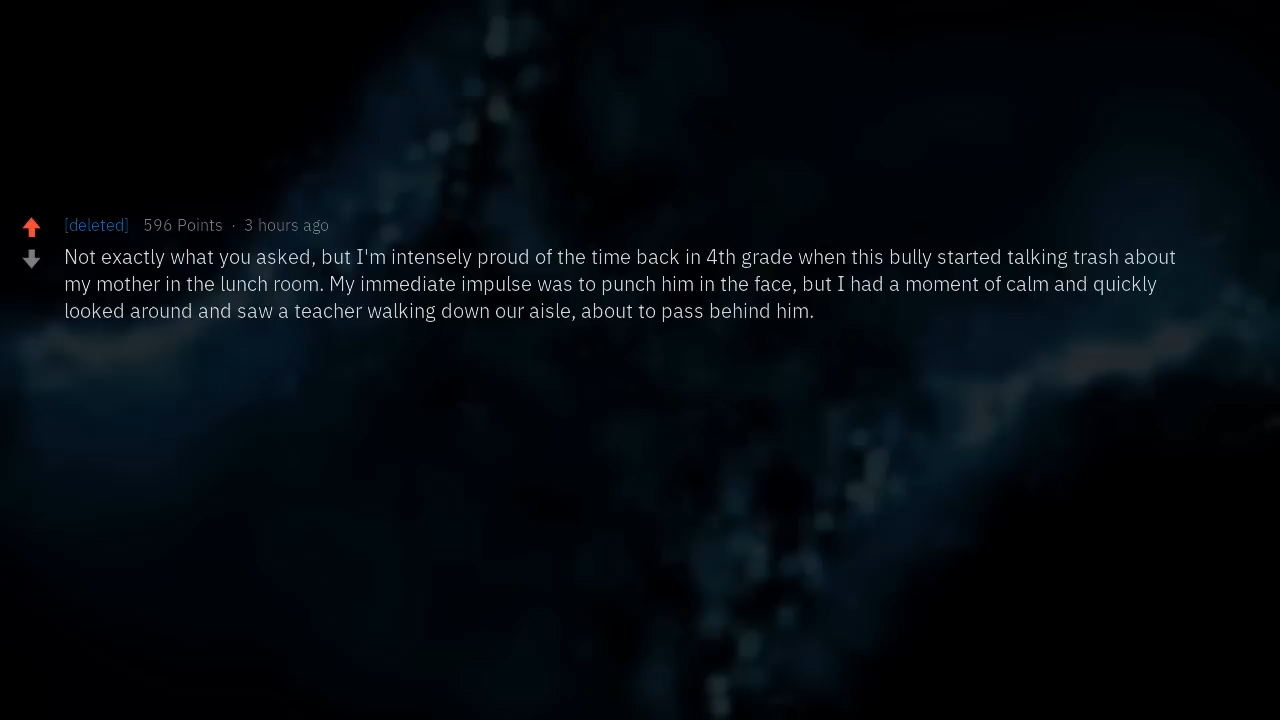 [deleted] 596 Points · 3 hours ago
Not exactly what you asked, but I'm intensely proud of the time back in 4th grade when this bully started talking trash about
my mother in the lunch room. My immediate impulse was to punch him in the face, but I had a moment of calm and quickly
looked around and saw a teacher walking down our aisle, about to pass behind him.